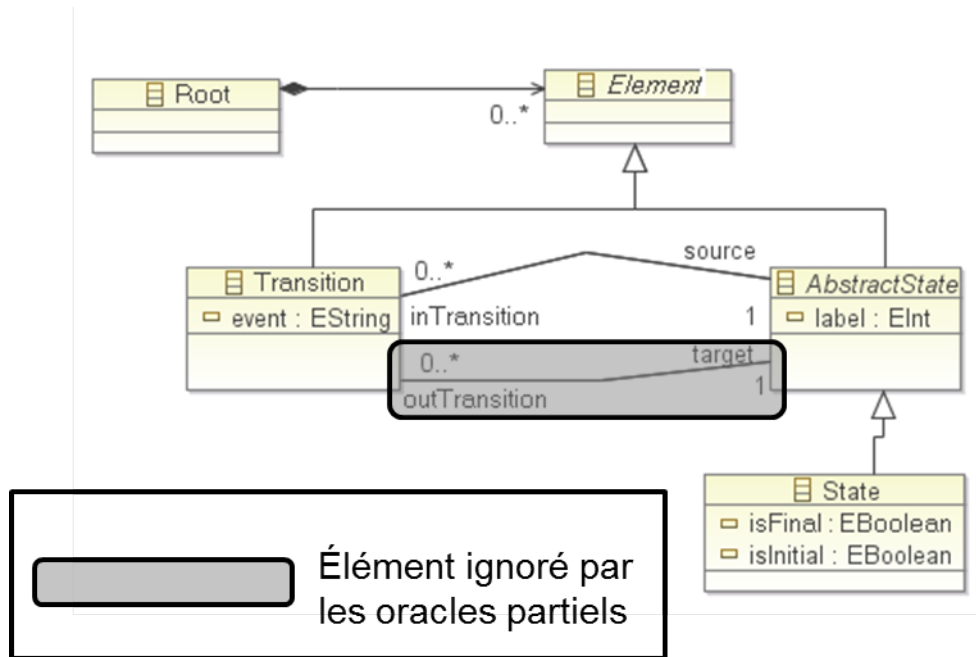 Root
Element
0..*
Transition
event : EString
0..*
source
inTransition
1
AbstractState
label : EInt
0..*
target
outTransition
1
State
isFinal : EBoolean
isInitial : EBoolean
Élément ignoré par
les oracles partiels